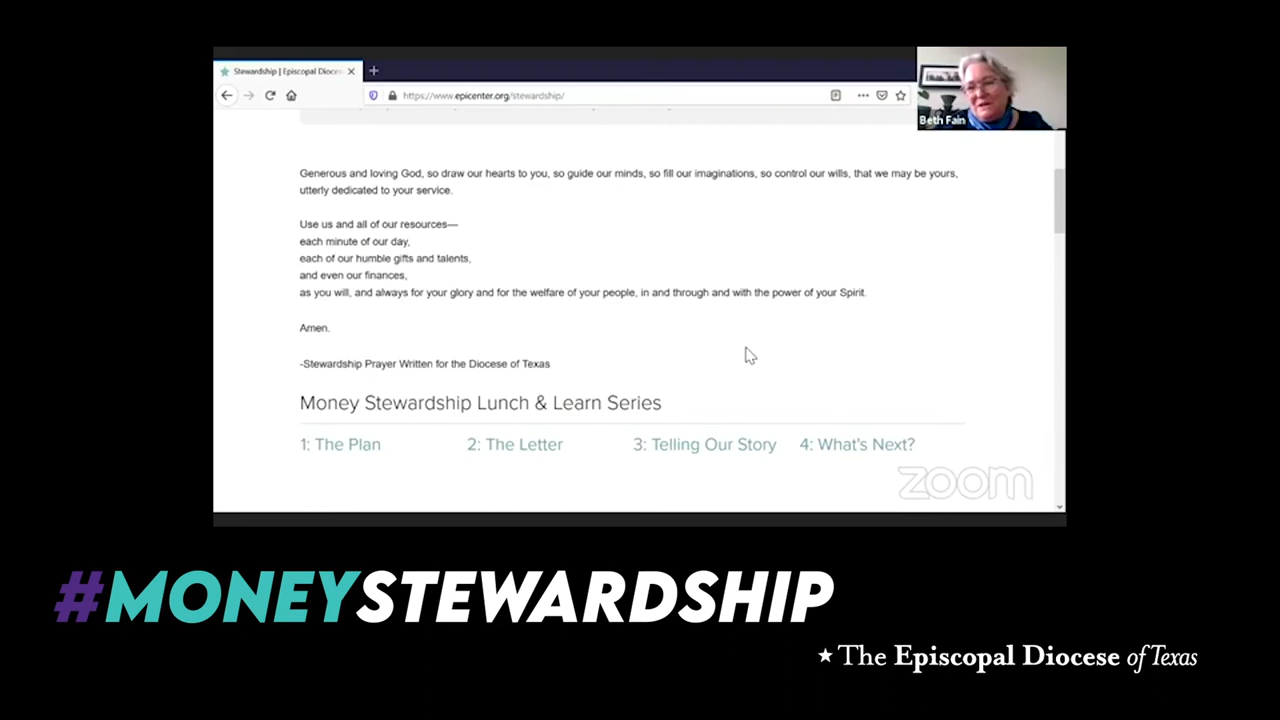 Stewardship | Episcopal Dioces
https://www.epicenter.org/stewardship/
Beth Fain
Generous and loving God, so draw our hearts to you, so guide our minds, so fill our imaginations, so control our wills, that we may be yours,
utterly dedicated to your service.
Use us and all of our resources—
each minute of our day,
each of our humble gifts and talents,
and even our finances,
as you will, and always for your glory and for the welfare of your people, in and through and with the power of your Spirit.
Amen.
-Stewardship Prayer Written for the Diocese of Texas
Money Stewardship Lunch & Learn Series
1: The Plan 2: The Letter 3: Telling Our Story 4: What's Next?
zoom
#MONEYSTEWARDSHIP
The Episcopal Diocese of Texas